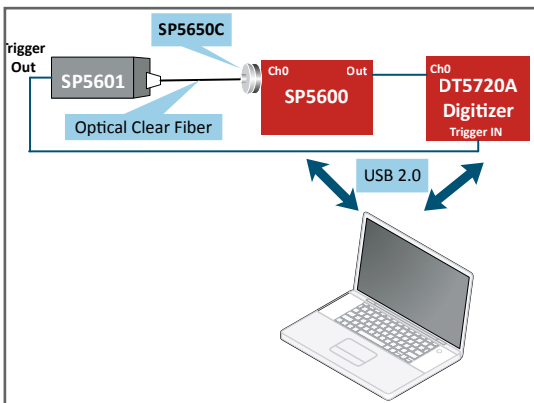 SP5650C
Trigger
Out
SP5601
Ch0
Out
SP5600
Ch0
DT5720A
Digitizer
Trigger IN
Optical Clear Fiber
USB 2.0